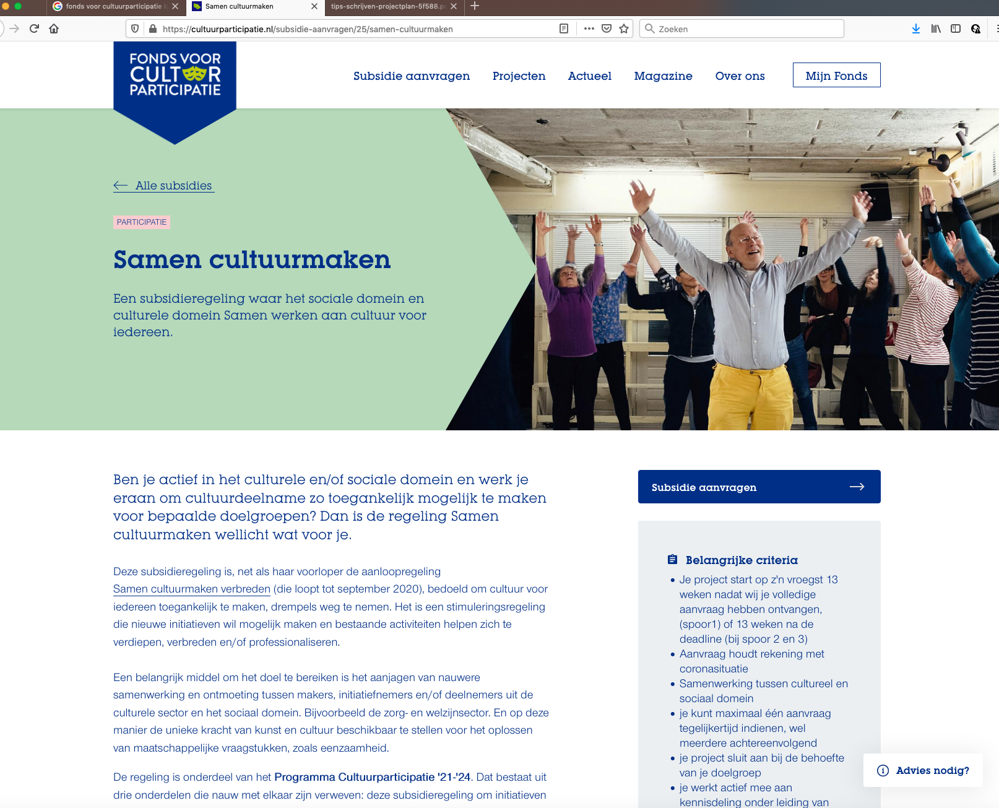 fonds voor cultuurparticipatie
Samen cultuurmaken
tips-schrijven-projectplan-5f588.p
https://cultuurparticipatie.nl/subsidie-aanvragen/25/samen-cultuurmaken
Zoeken
FONDS VOOR
CULTUUR
PARTICIPATIE
Subsidie aanvragen
Projecten
Actueel
Magazine
Over ons
Mijn Fonds
Alle subsidies
PARTICIPATIE
Samen cultuurmaken
Een subsidieregeling waar het sociale domein en
culturele domein Samen werken aan cultuur voor
iedereen.
Ben je actief in het culturele en/of sociale domein en werk je
eraan om cultuurdeelname zo toegankelijk mogelijk te maken
voor bepaalde doelgroepen? Dan is de regeling Samen
cultuurmaken wellicht wat voor je.
Deze subsidieregeling is, net als haar voorloper de aanloopregeling
Samen cultuurmaken verbreden (die loopt tot september 2020), bedoeld om cultuur voor
iedereen toegankelijk te maken, drempels weg te nemen. Het is een stimuleringsregeling
die nieuwe initiatieven wil mogelijk maken en bestaande activiteiten helpen zich te
verdiepen, verbreden en/of professionaliseren.
Een belangrijk middel om het doel te bereiken is het aanjagen van nauwere
samenwerking en ontmoeting tussen makers, initiatiefnemers en/of deelnemers uit de
culturele sector en het sociaal domein. Bijvoorbeeld de zorg- en welzijnsector. En op deze
manier de unieke kracht van kunst en cultuur beschikbaar te stellen voor het oplossen
van maatschappelijke vraagstukken, zoals eenzaamheid.
De regeling is onderdeel van het Programma Cultuurparticipatie '21-'24. Dat bestaat uit
drie onderdelen die nauw met elkaar zijn verweven: deze subsidieregeling om initiatieven
Subsidie aanvragen
Belangrijke criteria
• Je project start op z'n vroegst 13
weken nadat wij je volledige
aanvraag hebben ontvangen,
(spoor1) of 13 weken na de
deadline (bij spoor 2 en 3)
• Aanvraag houdt rekening met
coronasituatie
• Samenwerking tussen cultureel en
sociaal domein
• je kunt maximaal één aanvraag
tegelijkertijd indienen, wel
meerdere achtereenvolgend
• je project sluit aan bij de behoefte
van je doelgroep
• je werkt actief mee aan
kennisdeling onder leiding van
Advies nodig?